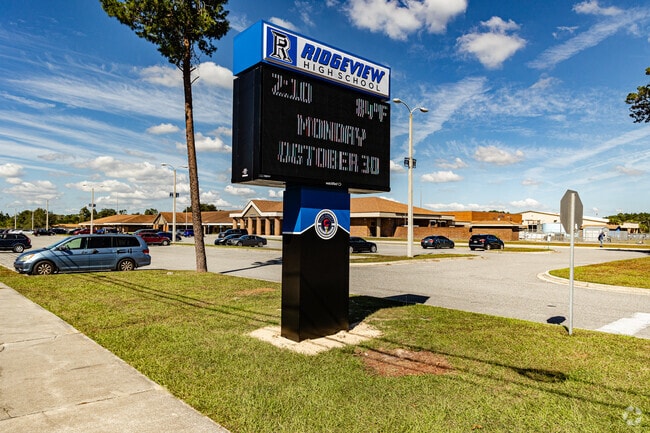 R RIDGEVIEW
HIGH SCHOOL
2:10 84°F
MONDAY
OCTOBER 30